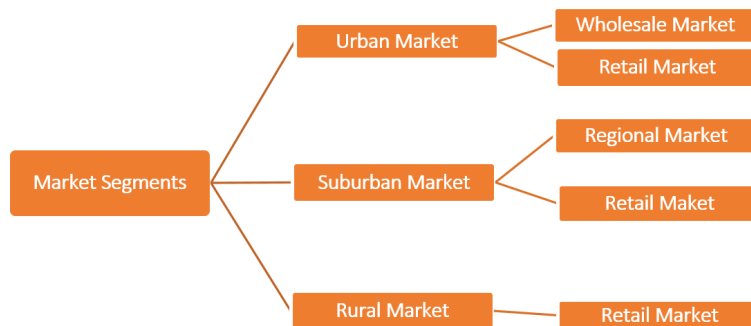 Market Segments
Urban Market
Wholesale Market
Retail Market
Suburban Market
Regional Market
Retail Maket
Rural Market
Retail Market